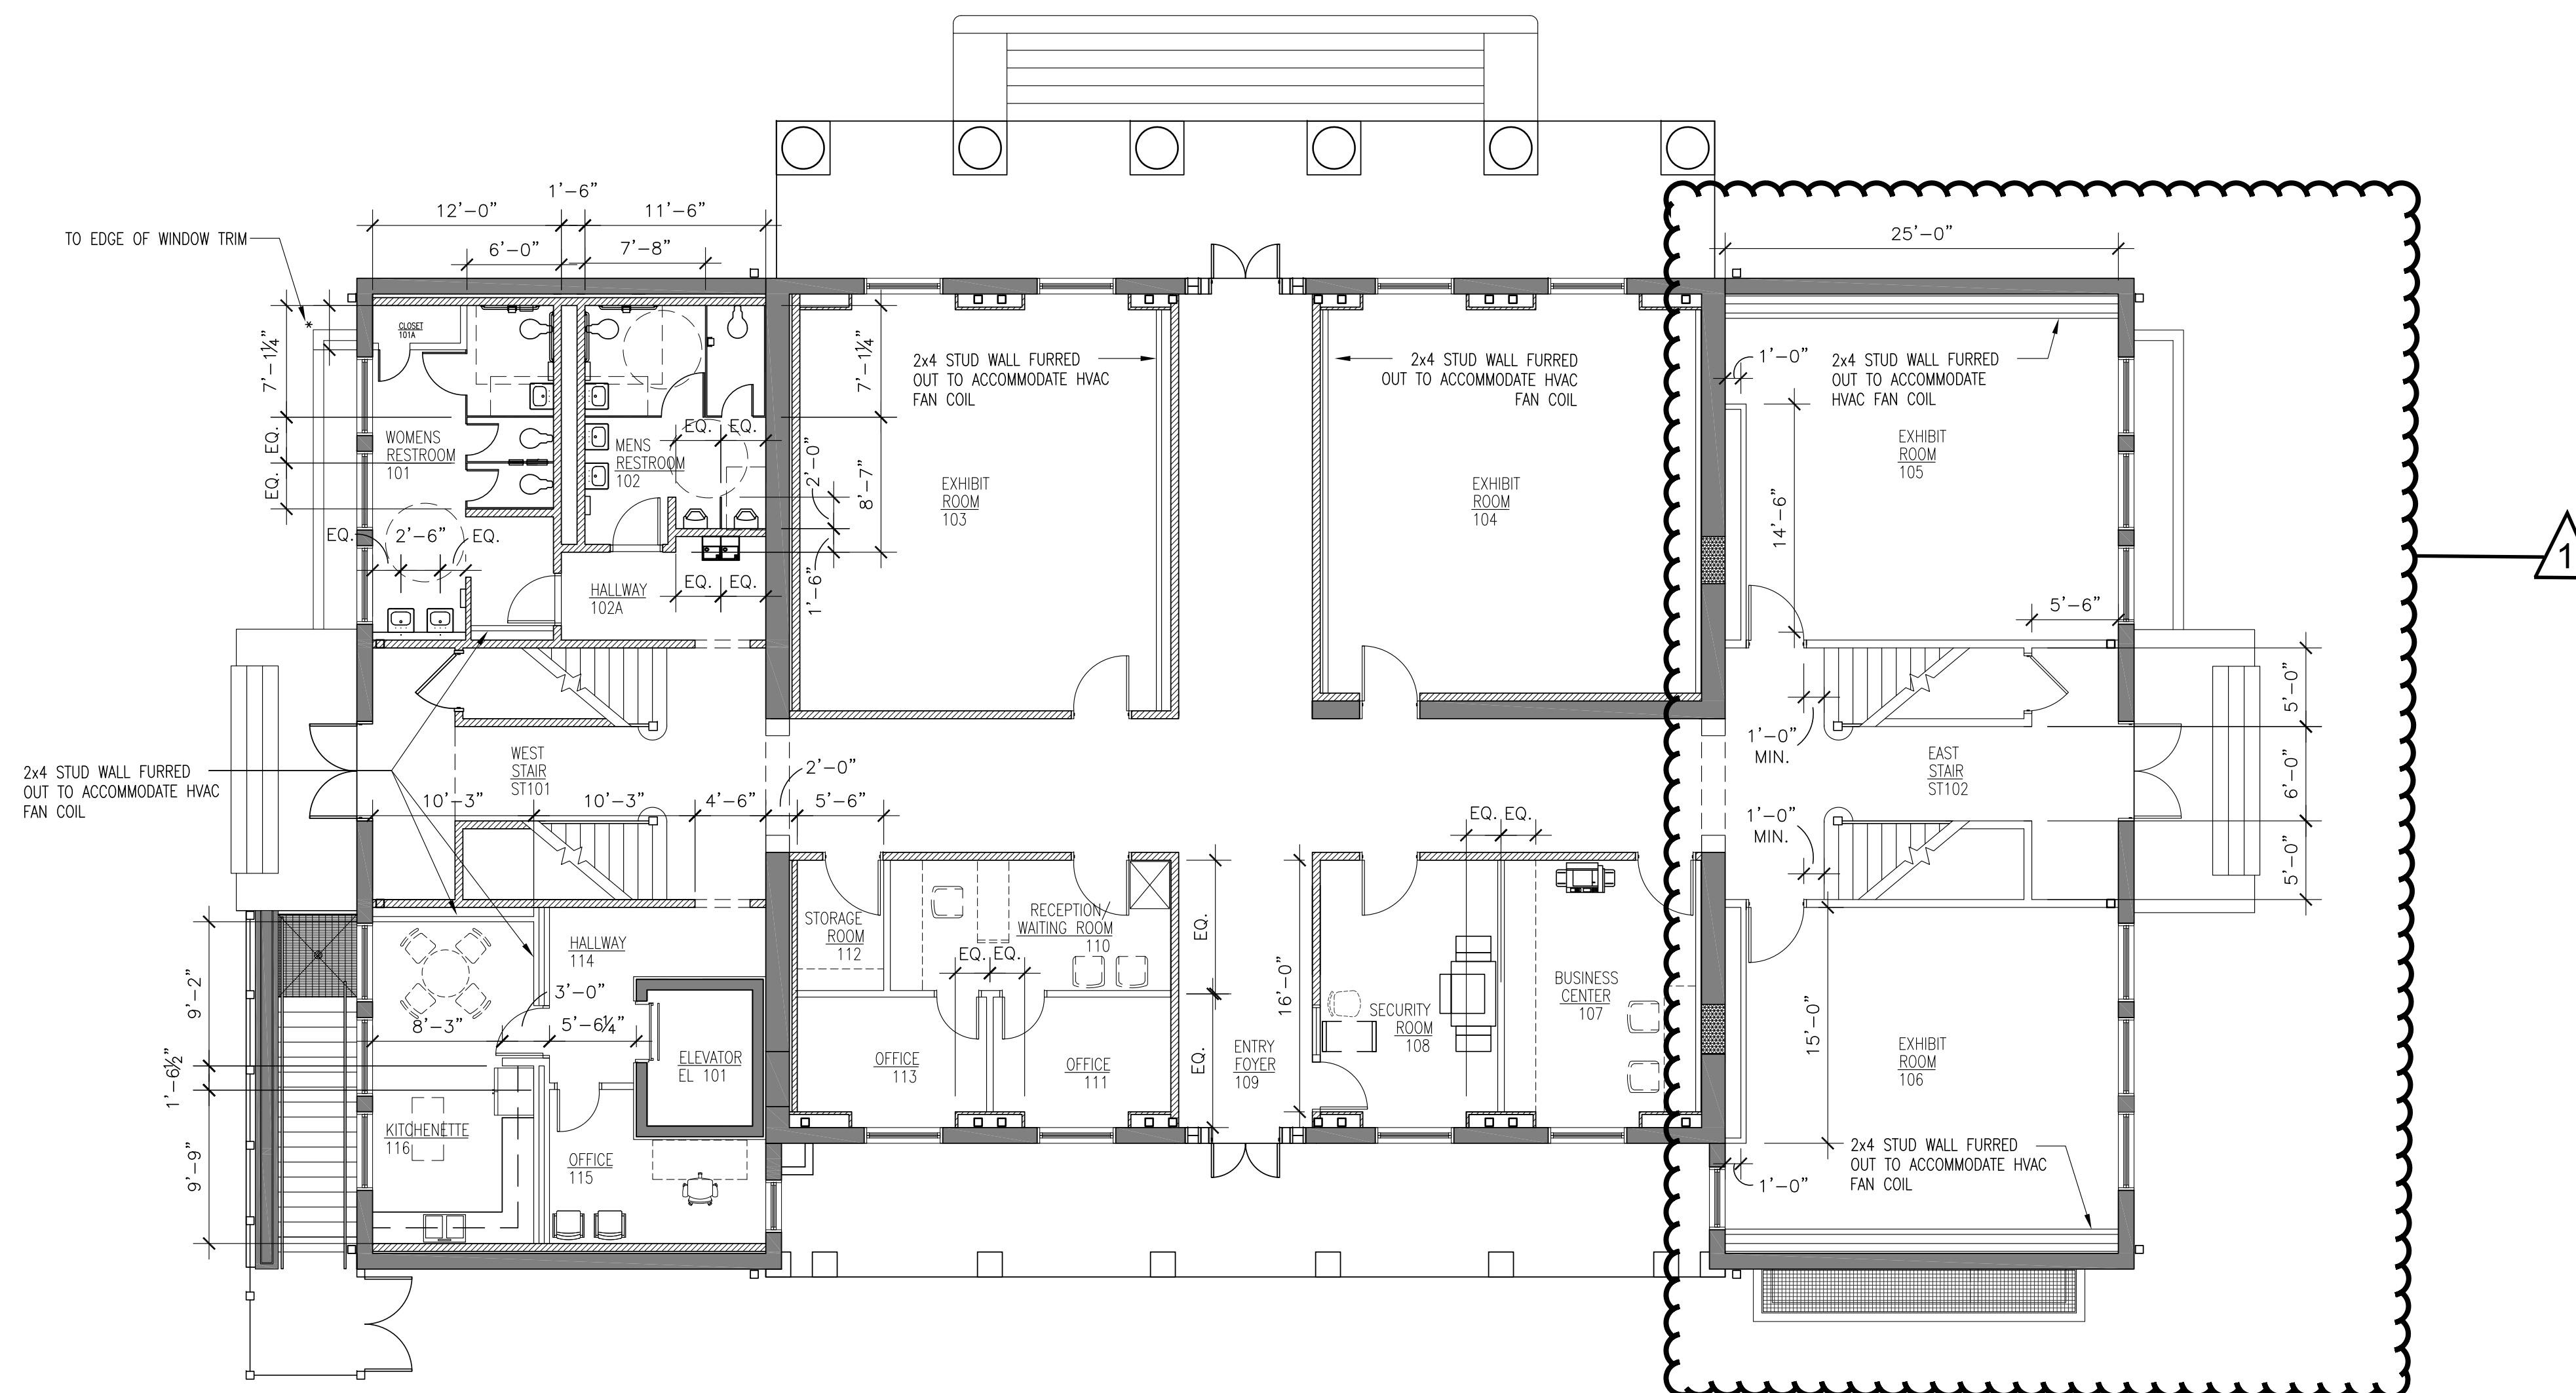 1'-6"
12'-0"
11'-6"
TO EDGE OF WINDOW TRIM
6'-0"
7'-8"
25'-0"
*
CLOSET
101A
7'-1¼"
7'-1¼"
2x4 STUD WALL FURRED
OUT TO ACCOMMODATE HVAC
FAN COIL
2x4 STUD WALL FURRED
OUT TO ACCOMMODATE HVAC
FAN COIL
1'-0"
2x4 STUD WALL FURRED
OUT TO ACCOMMODATE
HVAC FAN COIL
EQ.
EQ.
WOMENS
RESTROOM
101
MENS
RESTROOM
102
EQ.
EQ.
2'-0"
8'-7"
EXHIBIT
ROOM
103
EXHIBIT
ROOM
104
EXHIBIT
ROOM
105
14'-6"
1
EQ.
2'-6"
EQ.
HALLWAY
102A
EQ.
EQ.
1'-6"
5'-6"
5'-0"
1'-0"
MIN.
WEST
STAIR
ST101
EAST
STAIR
ST102
6'-0"
2x4 STUD WALL FURRED
OUT TO ACCOMMODATE HVAC
FAN COIL
2'-0"
10'-3"
10'-3"
4'-6"
5'-6"
EQ.
EQ.
1'-0"
MIN.
5'-0"
STORAGE
ROOM
112
RECEPTION/
WAITING ROOM
110
EQ.
EQ.
EQ.
HALLWAY
114
9'-2"
3'-0"
8'-3"
5'-6¼"
16'-0"
BUSINESS
CENTER
107
SECURITY
ROOM
108
15'-0"
ELEVATOR
EL 101
OFFICE
113
OFFICE
111
EQ.
ENTRY
FOYER
109
EXHIBIT
ROOM
106
1'-6½"
KITCHENETTE
116
9'-9"
OFFICE
115
2x4 STUD WALL FURRED
OUT TO ACCOMMODATE HVAC
FAN COIL
1'-0"